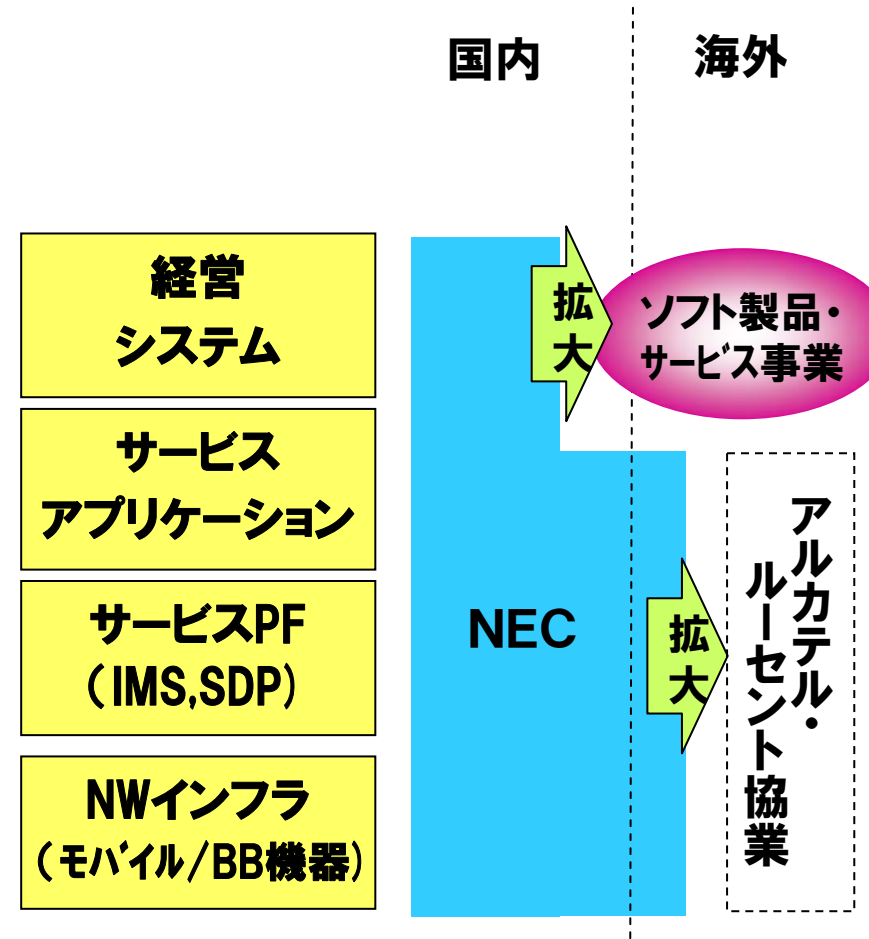 国内
海外
経営
システム
拡
大
ソフト製品・
サービス事業
サービス
アプリケーション
サービスPF
（IMS,SDP）
NEC
拡
大
アルカテル・
ルーセント協業
NWインフラ
（モバイル/BB機器）